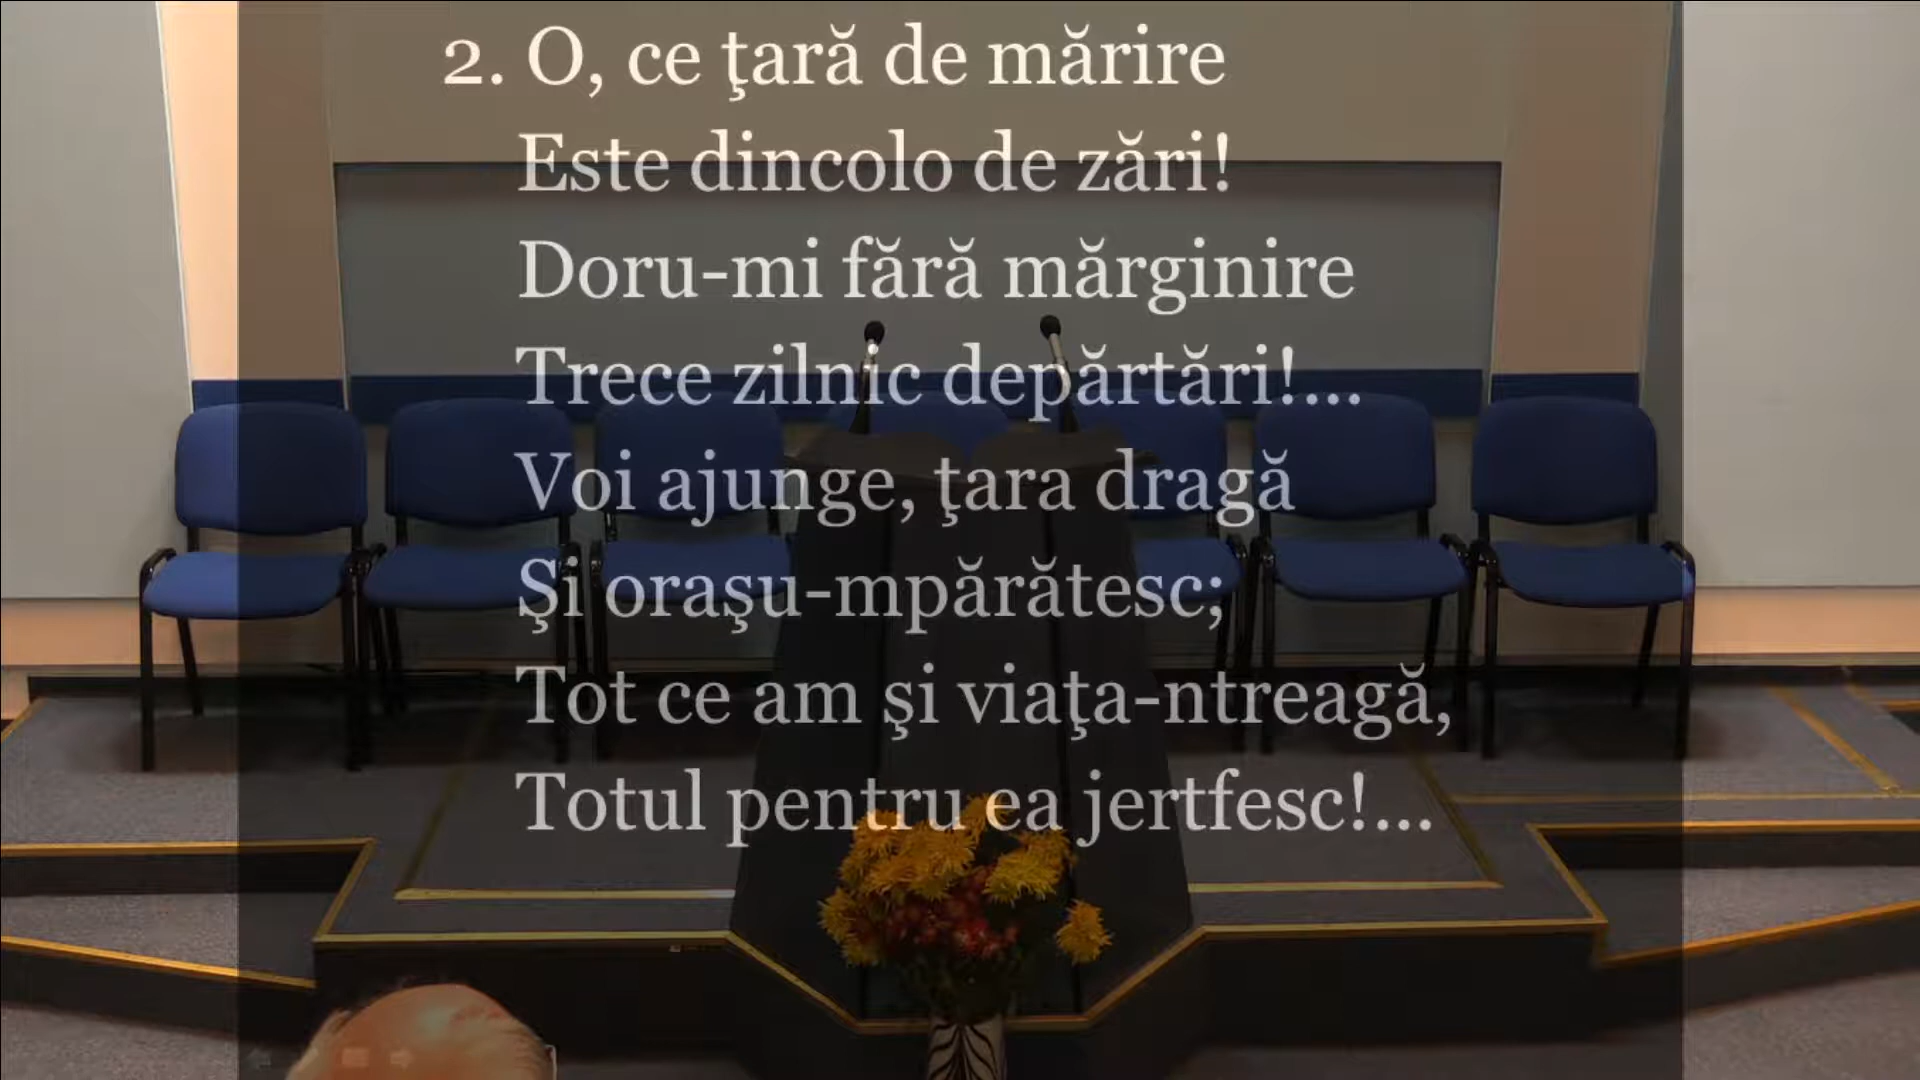 2. O, ce ţară de mărire
Este dincolo de zări!
Doru-mi fără mărginire
Trece zilnic depărtări!...
Voi ajunge, ţara dragă
Şi oraşu-mpărătesc;
Tot ce am şi viaţa-ntreagă,
Totul pentru ea jertfesc!...